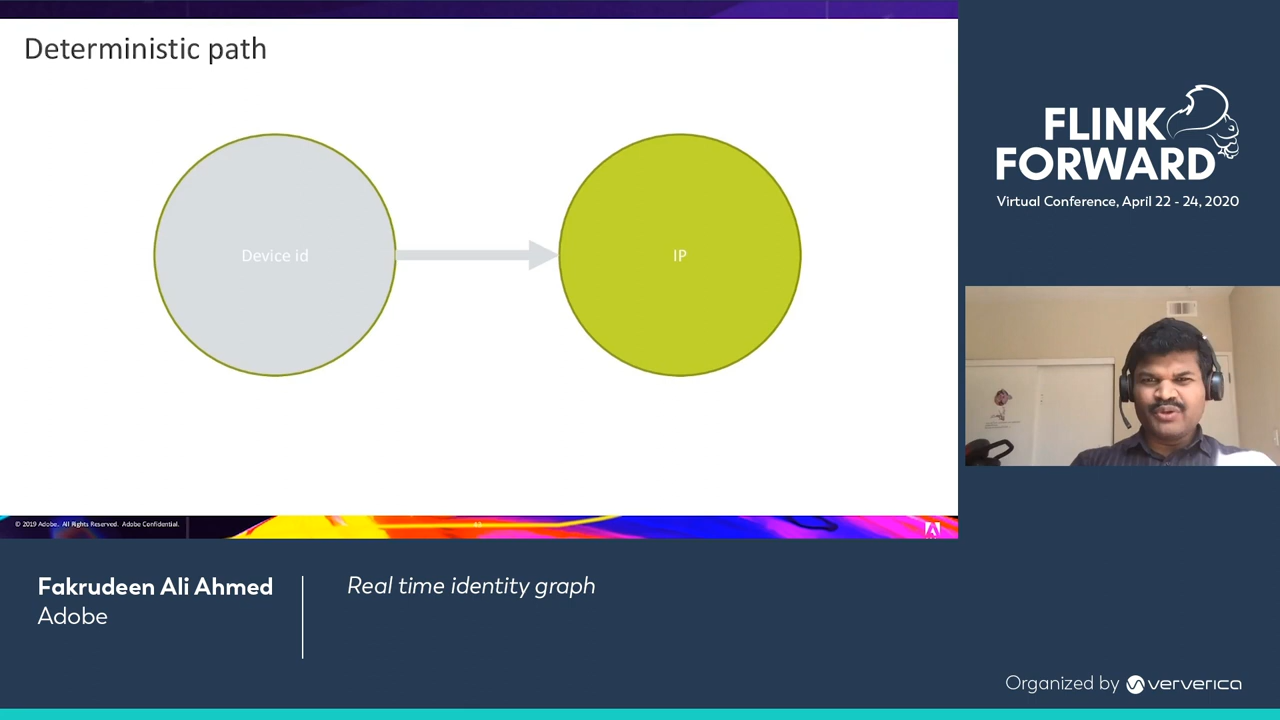 Deterministic path
Device id
IP
© 2019 Adobe. All Rights Reserved. Adobe Confidential.
FLINK
FORWARD
Virtual Conference, April 22 - 24, 2020
Fakrudeen Ali Ahmed
Adobe
Real time identity graph
Organized by ververica